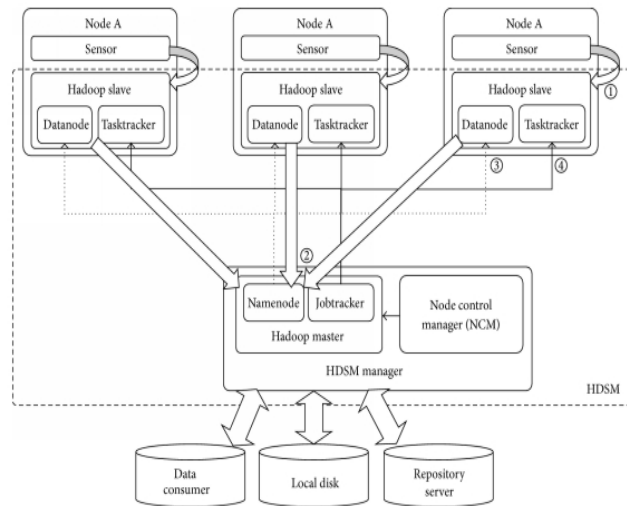 Node A
Sensor
Hadoop slave
Datanode
Tasktracker
Node A
Sensor
Hadoop slave
Datanode
Tasktracker
Node A
Sensor
Hadoop slave
Datanode
Tasktracker
①
③
④
②
Namenode
Jobtracker
Hadoop master
Node control
manager (NCM)
HDSM manager
HDSM
Data
consumer
Local disk
Repository
server